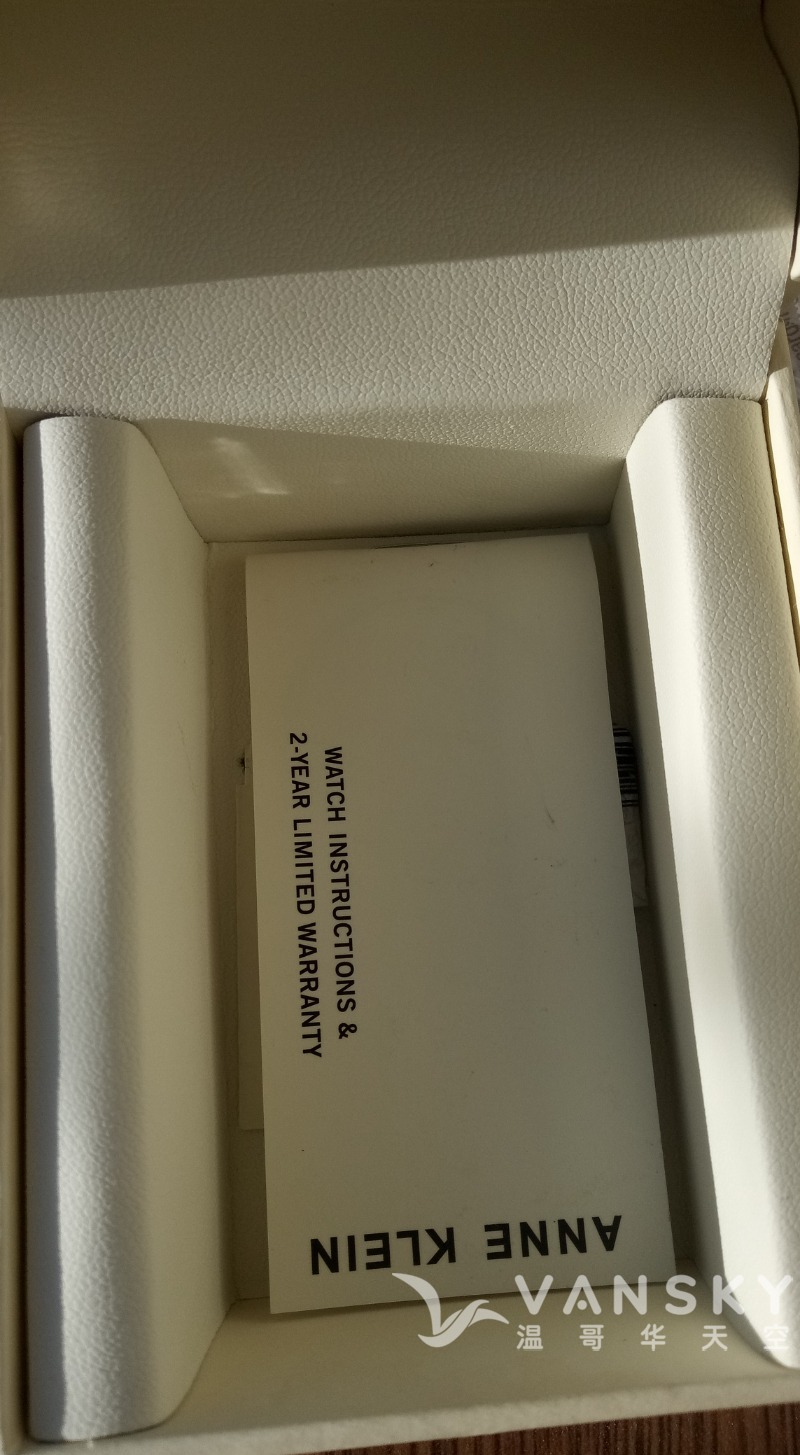 WATCH INSTRUCTIONS &
2-YEAR LIMITED WARRANTY
ANNE KLEIN
VANSKY
温哥华天空